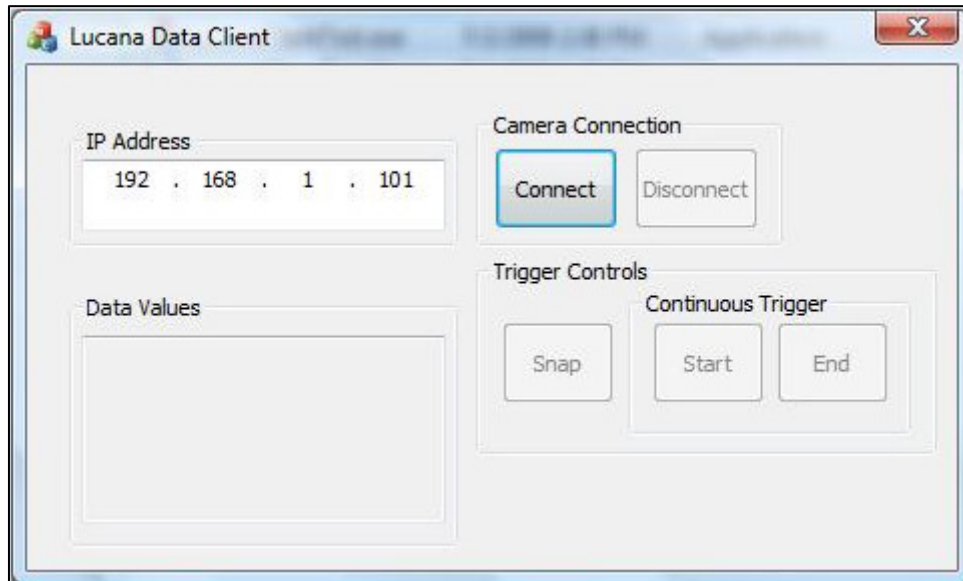 Lucana Data Client
X
IP Address
192 . 168 . 1 . 101
Camera Connection
Connect Disconnect
Data Values
Trigger Controls
Continuous Trigger
Snap Start End